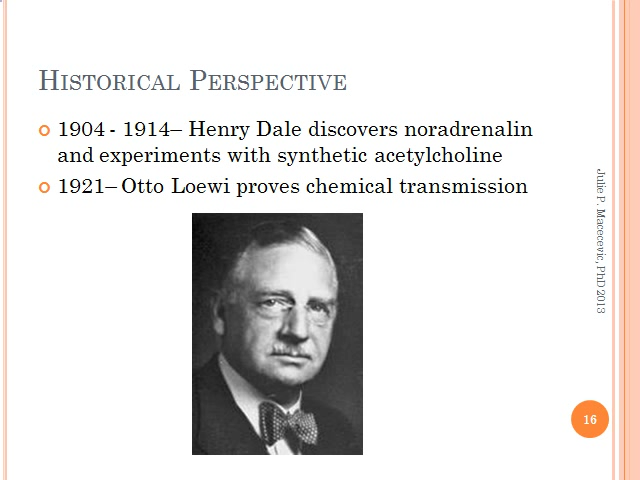 HISTORICAL PERSPECTIVE
1904 - 1914– Henry Dale discovers noradrenalin
and experiments with synthetic acetylcholine
1921– Otto Loewi proves chemical transmission
Julie P. Macecevic, PhD 2013
16